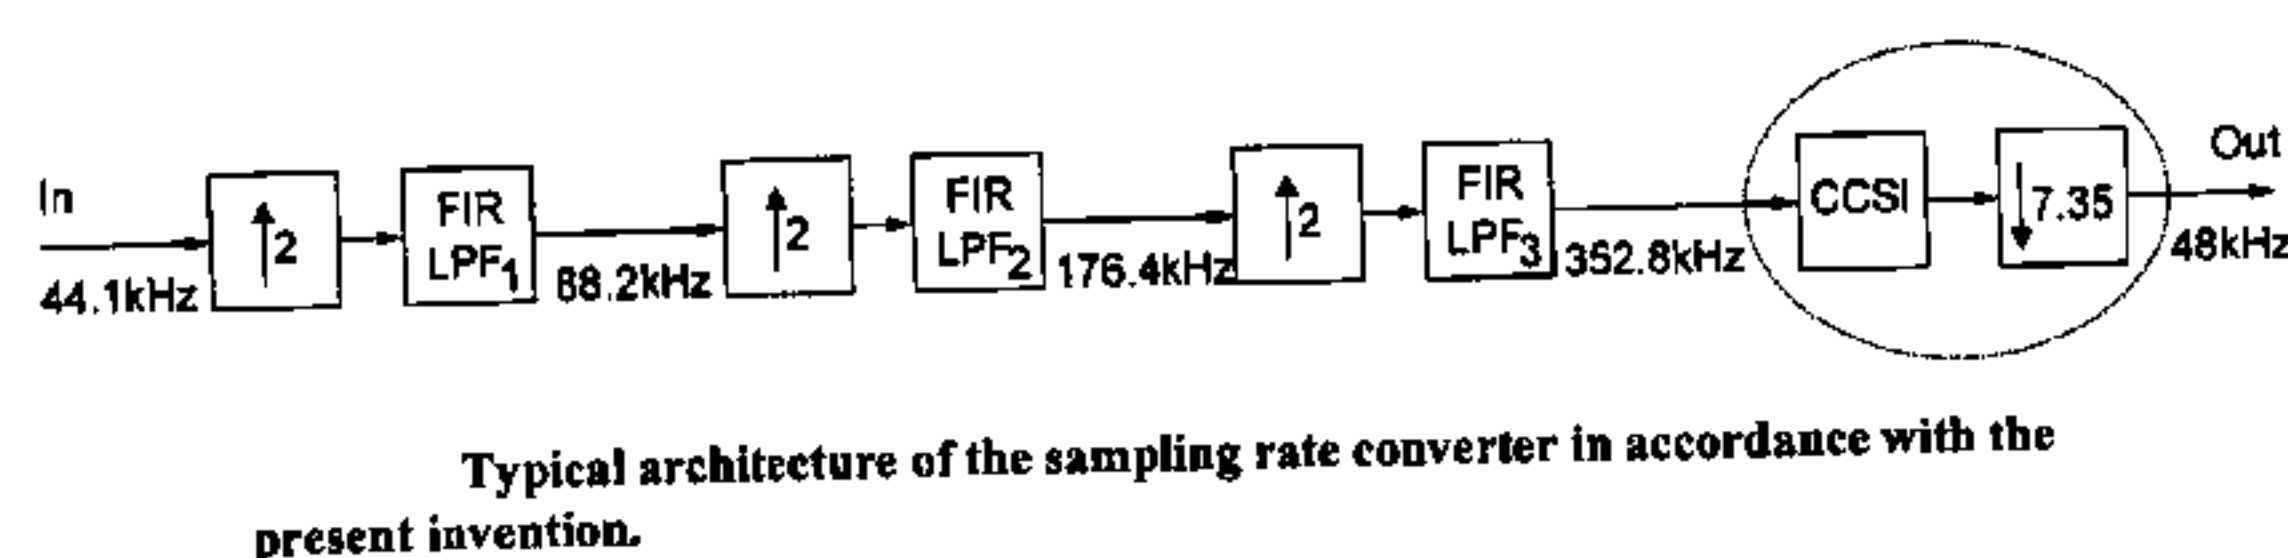 In
44.1kHz
↑2
FIR
LPF1
88.2kHz
↑2
FIR
LPF2
176.4kHz
↑2
FIR
LPF3
352.8kHz
CCSI
↓7.35
Out
48kHz
Typical architecture of the sampling rate converter in accordance with the
present invention.